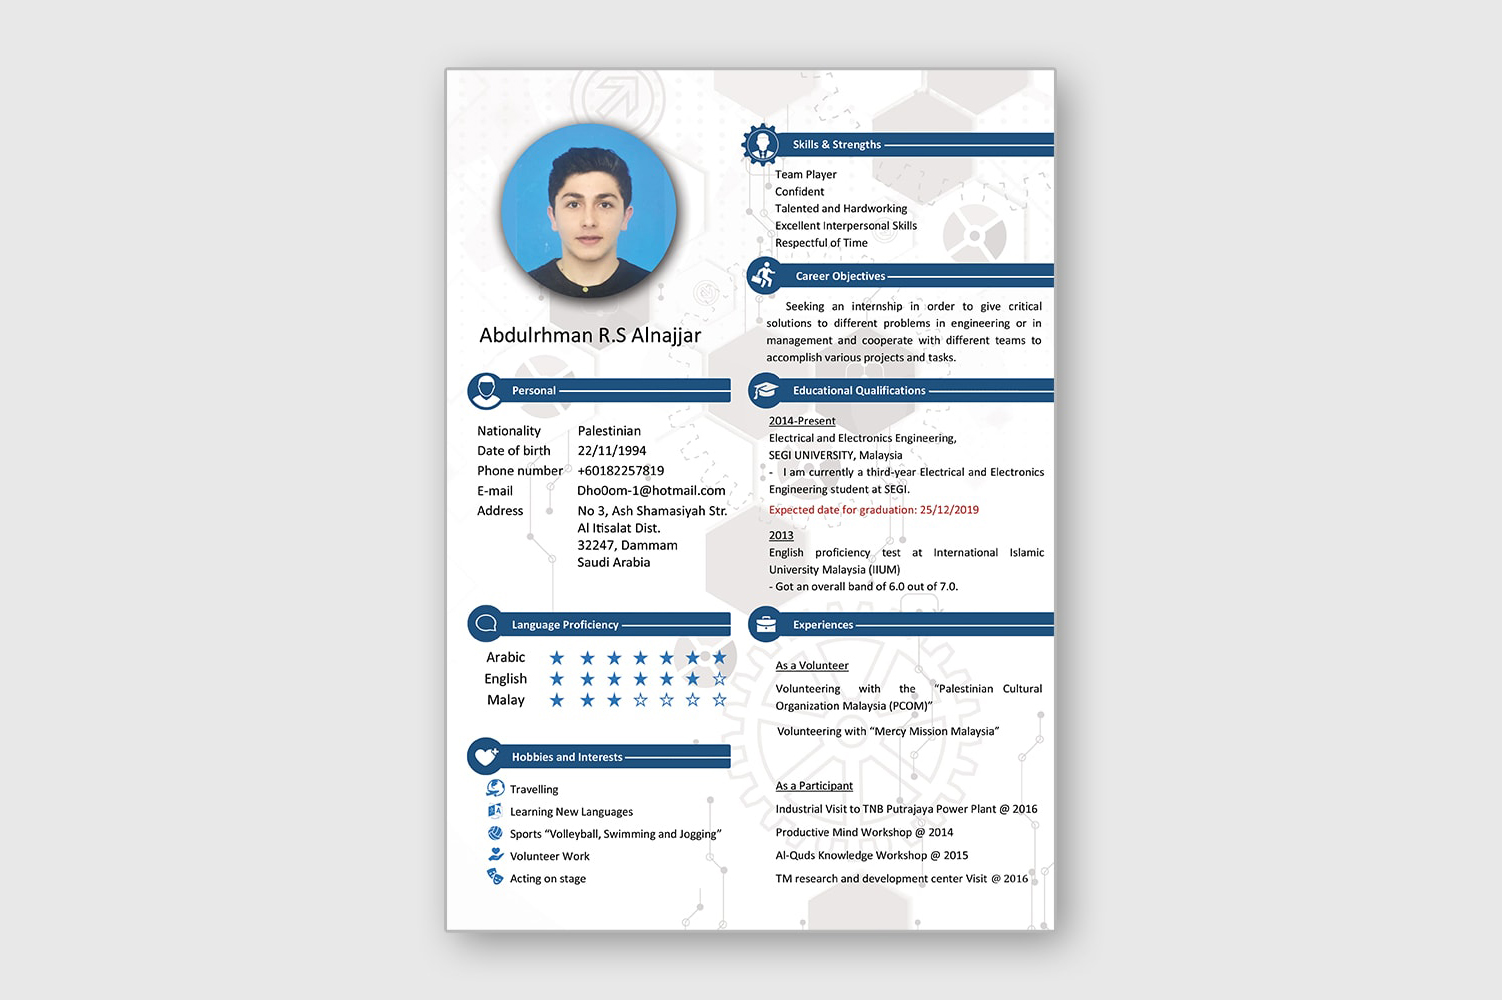 Abdulrhman R.S Alnajjar
Personal
Nationality Palestinian
Date of birth 22/11/1994
Phone number +60182257819
E-mail Dho0om-1@hotmail.com
Address No 3, Ash Shamasiyah Str.
Al Itisalat Dist.
32247, Dammam
Saudi Arabia
Language Proficiency
Arabic
English
Malay
Hobbies and Interests
Travelling
Learning New Languages
Sports “Volleyball, Swimming and Jogging”
Volunteer Work
Acting on stage
Skills & Strengths
Team Player
Confident
Talented and Hardworking
Excellent Interpersonal Skills
Respectful of Time
Career Objectives
Seeking an internship in order to give critical
solutions to different problems in engineering or in
management and cooperate with different teams to
accomplish various projects and tasks.
Educational Qualifications
2014-Present
Electrical and Electronics Engineering,
SEGI UNIVERSITY, Malaysia
- I am currently a third-year Electrical and Electronics
Engineering student at SEGI.
Expected date for graduation: 25/12/2019
2013
English proficiency test at International Islamic
University Malaysia (IIUM)
- Got an overall band of 6.0 out of 7.0.
Experiences
As a Volunteer
Volunteering with the “Palestinian Cultural
Organization Malaysia (PCOM)”
Volunteering with “Mercy Mission Malaysia”
As a Participant
Industrial Visit to TNB Putrajaya Power Plant @ 2016
Productive Mind Workshop @ 2014
Al-Quds Knowledge Workshop @ 2015
TM research and development center Visit @ 2016